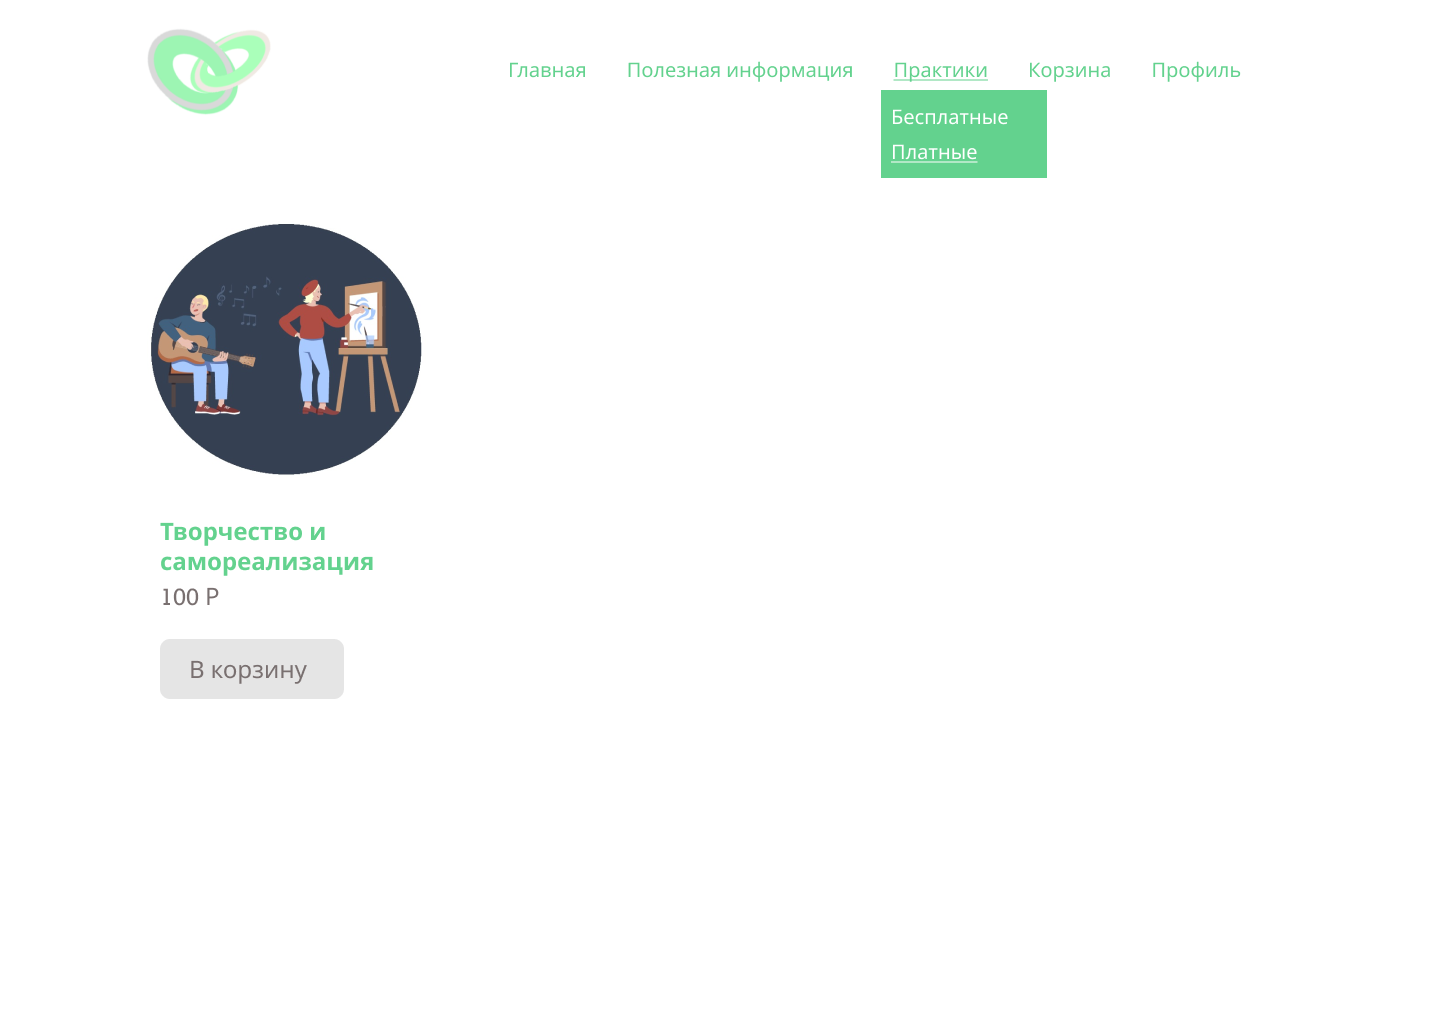 Главная Полезная информация Практики Корзина Профиль
Бесплатные
Платные
Творчество и
самореализация
100 Р
В корзину